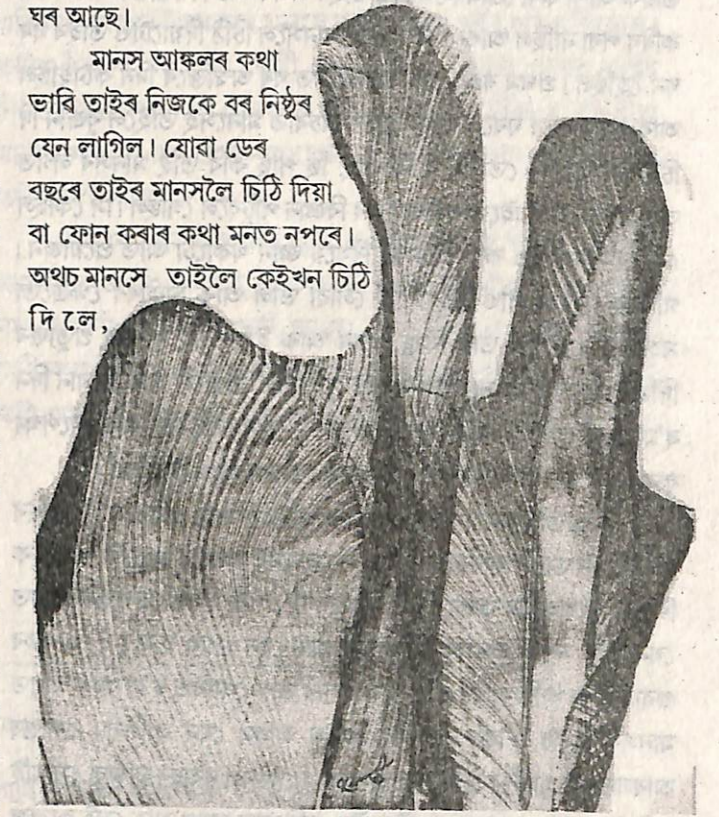 ঘৰ আছে।
মানস আঙ্কলৰ কথা
ভাৱি তাইৰ নিজকে বৰ নিষ্ঠুৰ
যেন লাগিল। যোৱা ডেৰ
বছৰে তাইৰ মানসলৈ চিঠি দিয়া
বা ফোন কৰাৰ কথা মনত নপৰে।
অথচ মানসে তাইলৈ কেইখন চিঠি
দি লে,